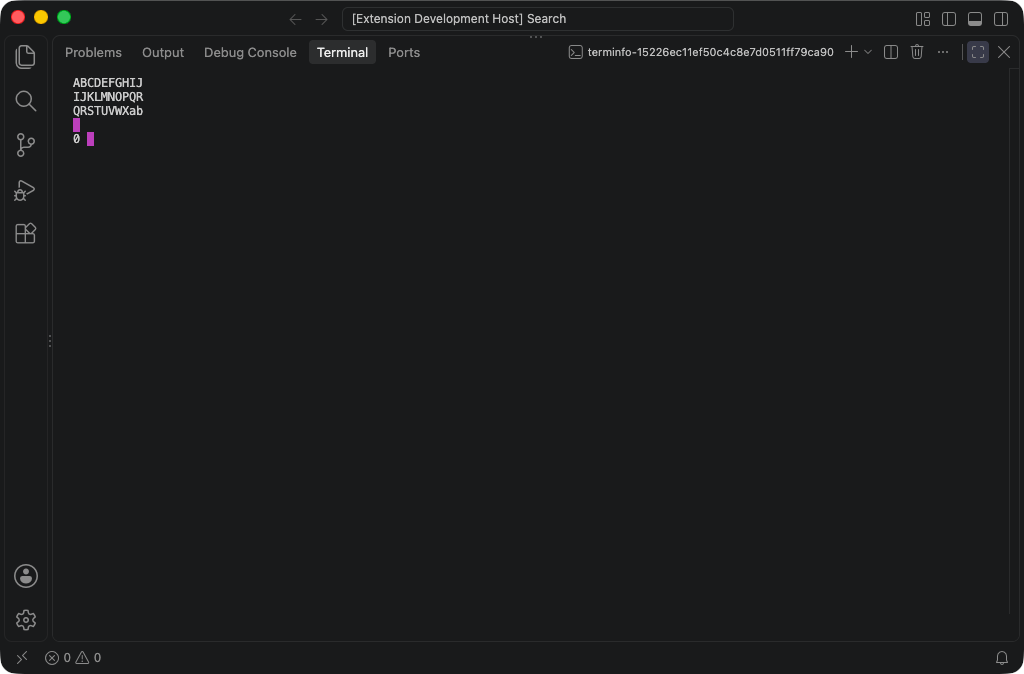 [Extension Development Host] Search
Problems Output Debug Console Terminal Ports
terminfo-15226ec11ef50c4c8e7d0511ff79ca90
ABCDEFGHIJ
IJKLMNOPQR
QRSTUVWXab
0
0 0